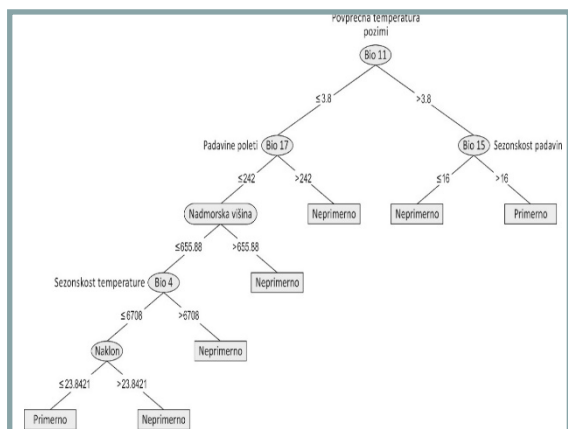 Povprečna temperatura
pozimi
Bio 11
≤3.8
>3.8
Padavine poleti
Bio 17
Bio 15
Sezonskost padavin
≤242
>242
≤16
>16
Nadmorska višina
Neprimerno
Neprimerno
Primerno
≤655.88
>655.88
Sezonskost temperature
Bio 4
Neprimerno
≤6708
>6708
Naklon
Neprimerno
≤23.8421
>23.8421
Primerno
Neprimerno